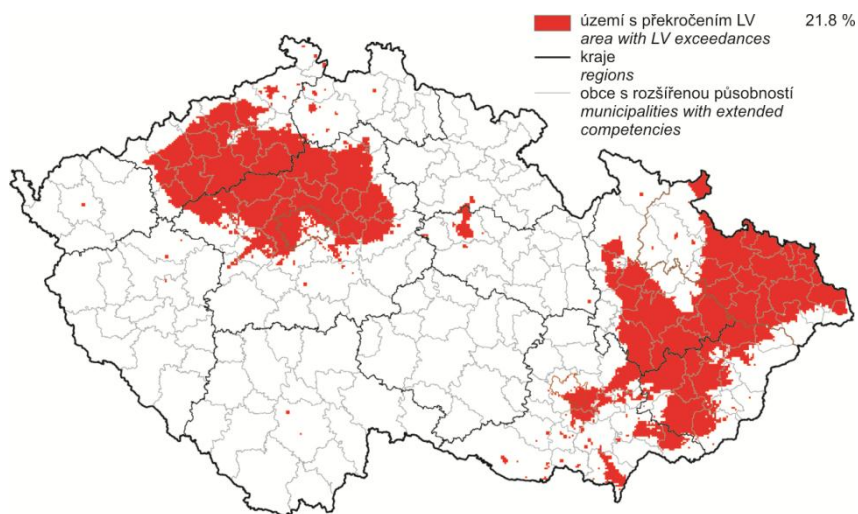 území s překročením LV 21.8 %
area with LV exceedances
kraje
regions
obce s rozšířenou působností
municipalities with extended
competencies